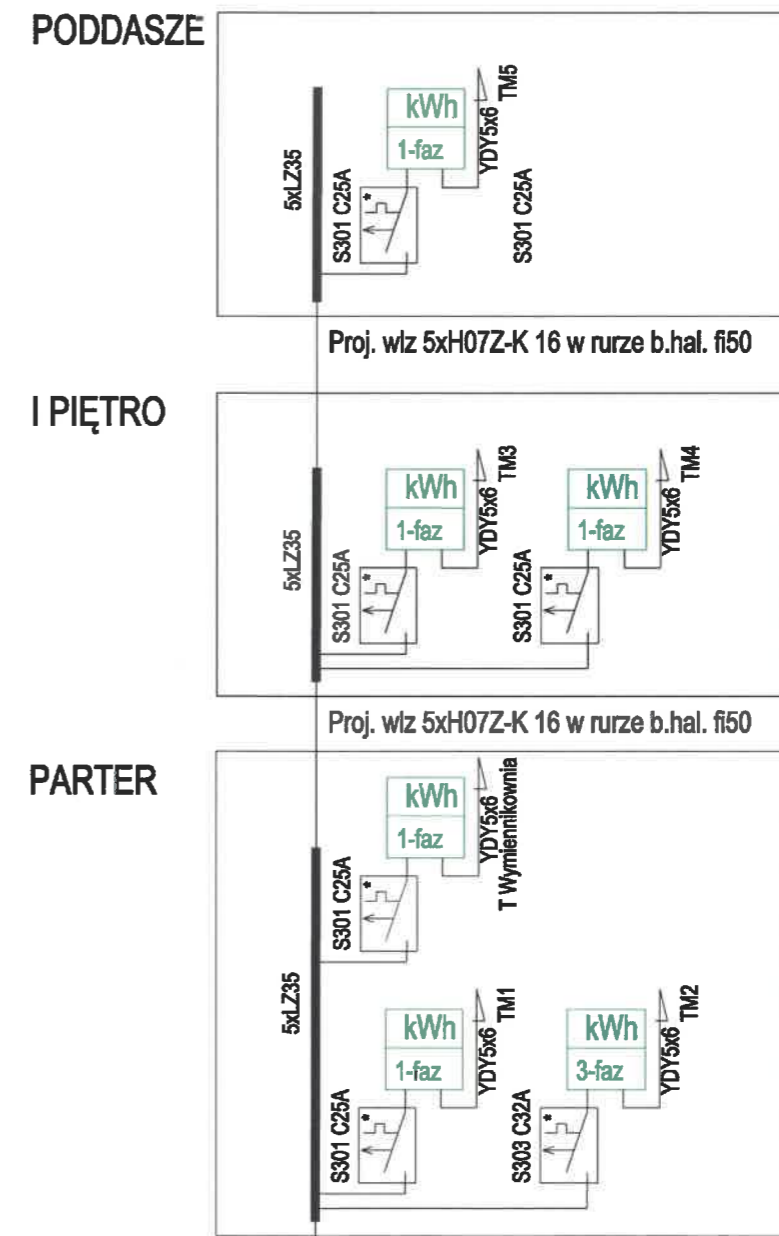 PODDASZE
5xLZ35
S301 C25A
*
kWh
1-faz
YDY5x6
TM5
S301 C25A
Proj. wlz 5xH07Z-K 16 w rurze b.hal. fi50
I PIĘTRO
5xLZ35
S301 C25A
*
kWh
1-faz
YDY5x6
TM3
S301 C25A
*
kWh
1-faz
YDY5x6
TM4
Proj. wlz 5xH07Z-K 16 w rurze b.hal. fi50
PARTER
5xLZ35
S301 C25A
*
kWh
1-faz
YDY5x6
T Wymiennikownia
S301 C25A
*
kWh
1-faz
YDY5x6
TM1
S303 C32A
*
kWh
3-faz
YDY5x6
TM2